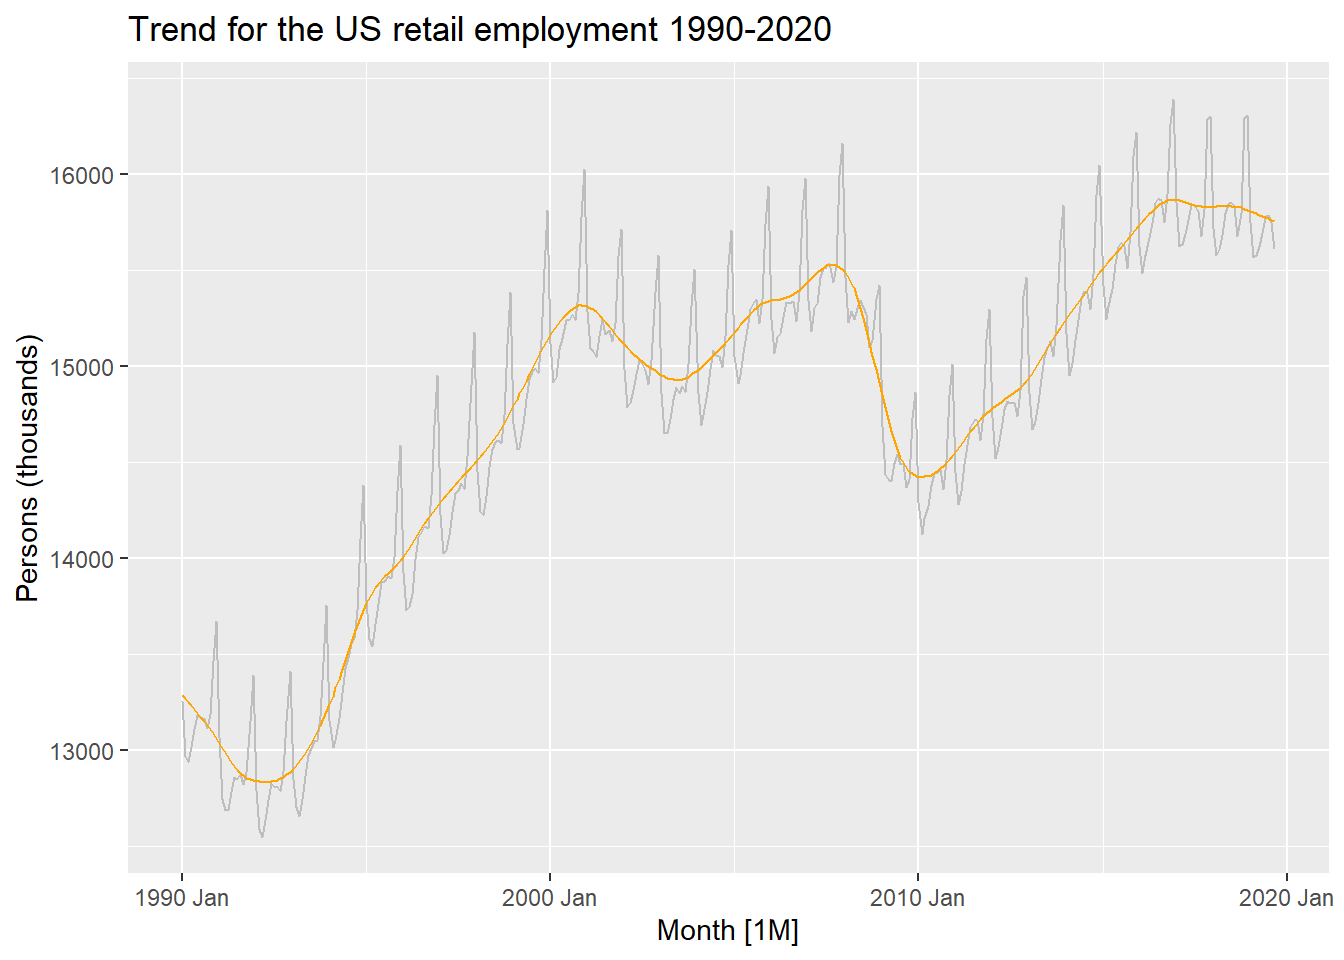 Trend for the US retail employment 1990-2020
Persons (thousands)
16000
15000
14000
13000
1990 Jan
2000 Jan
2010 Jan
2020 Jan
Month [1M]